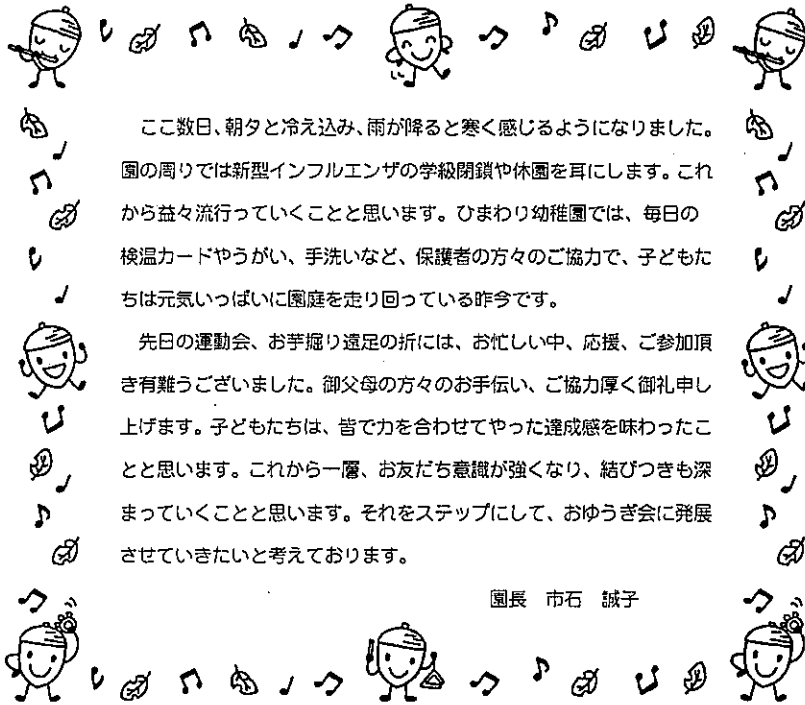 ここ数日、朝夕と冷え込み、雨が降ると寒く感じるようになりました。
園の周りでは新型インフルエンザの学級閉鎖や休園を耳にします。これ
から益々流行っていくことと思います。ひまわり幼稚園では、毎日の
検温カードやうがい、手洗いなど、保護者の方々のご協力で、子どもた
ちは元気いっぱいに園庭を走り回っている昨今です。
先日の運動会、お芋掘り遠足の折には、お忙しい中、応援、ご参加頂
き有難うございました。御父母の方々のお手伝い、ご協力厚く御礼申し
上げます。子どもたちは、皆で力を合わせてやった達成感を味わったこ
とと思います。これから一層、お友だち意識が強くなり、結びつきも深
まっていくことと思います。それをステップにして、おゆうぎ会に発展
させていきたいと考えております。
園長　市石　誠子